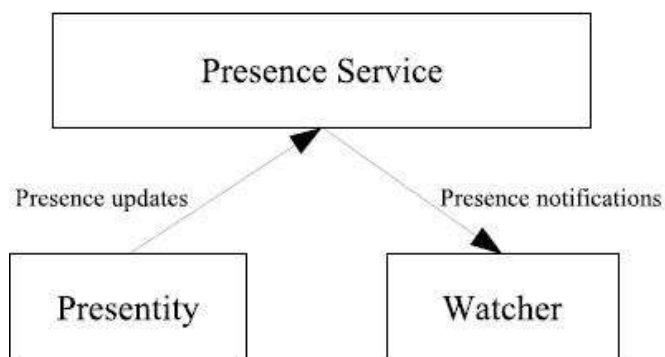 Presence Service
Presence updates
Presence notifications
Presentity
Watcher